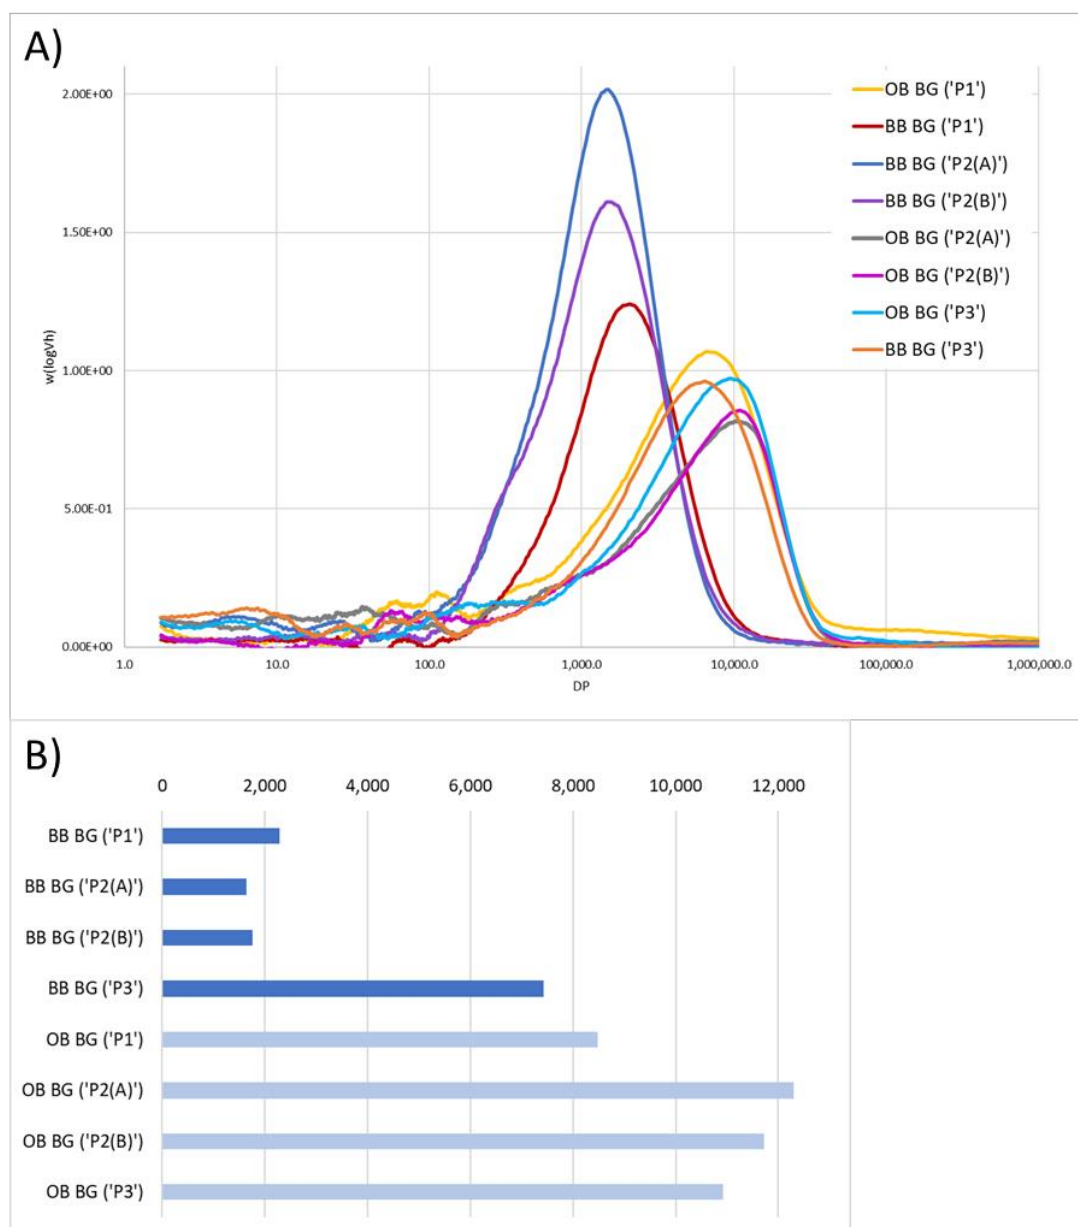 A)
2.00E+00
1.50E+00
1.00E+00
5.00E-01
0.00E+00
w(logVh)
1.0
10.0
100.0
1,0000.0
10,000.0
100,000.0
1,000,000.0
DP
OB BG ('P1')
BB BG ('P1')
BB BG ('P2(A)')
BB BG ('P2(B)')
OB BG ('P2(A)')
OB BG ('P2(B)')
OB BG ('P3')
BB BG ('P3')
B)
0 2,000 4,000 6,000 8,000 10,000 12,000
BB BG ('P1')
BB BG ('P2(A)')
BB BG ('P2(B)')
BB BG ('P3')
OB BG ('P1')
OB BG ('P2(A)')
OB BG ('P2(B)')
OB BG ('P3')